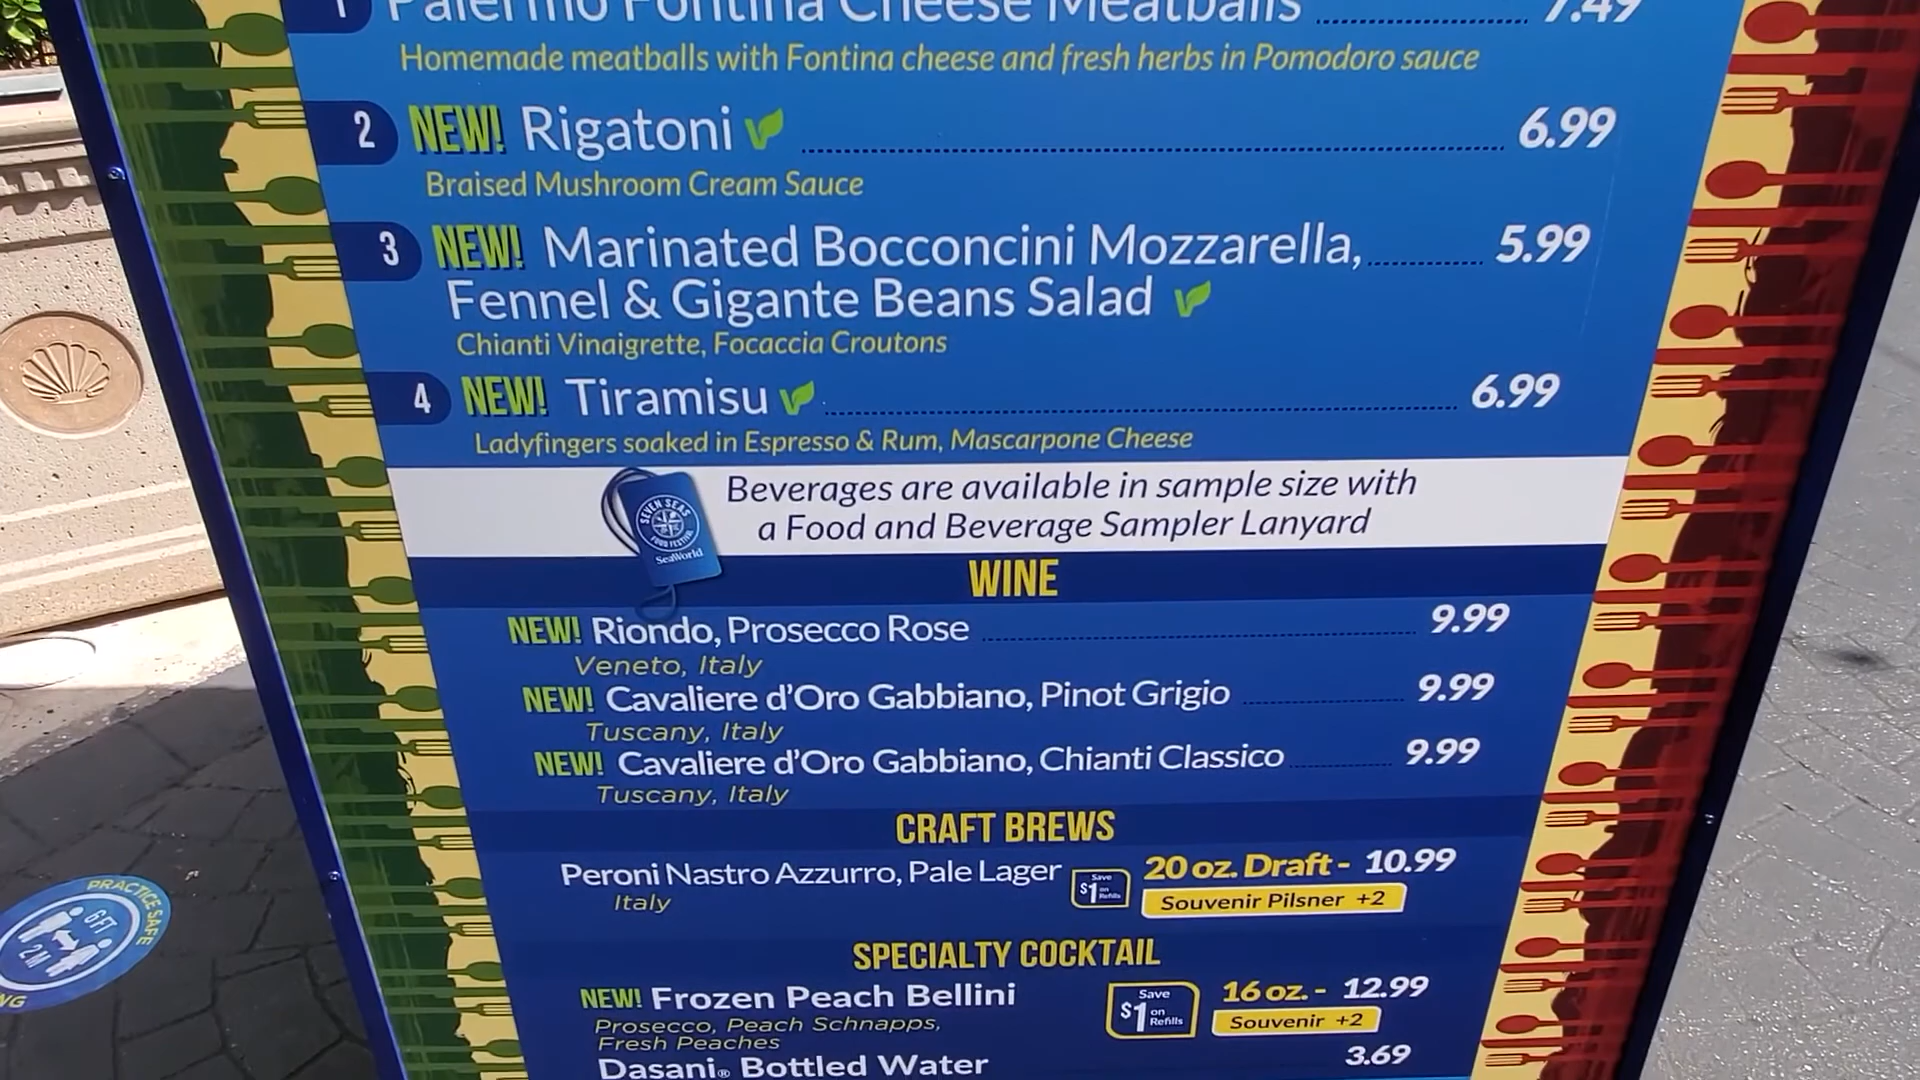 1 Palermo Fontina Cheese Meatballs 7.49
Homemade meatballs with Fontina cheese and fresh herbs in Pomodoro sauce
2 NEW! Rigatoni 6.99
Braised Mushroom Cream Sauce
3 NEW! Marinated Bocconcini Mozzarella, 5.99
Fennel & Gigante Beans Salad
Chianti Vinaigrette, Focaccia Croutons
4 NEW! Tiramisu 6.99
Ladyfingers soaked in Espresso & Rum, Mascarpone Cheese
SEVEN SEAS
FOOD FESTIVAL
SeaWorld
Beverages are available in sample size with
a Food and Beverage Sampler Lanyard
WINE
NEW! Riondo, Prosecco Rose 9.99
Veneto, Italy
NEW! Cavaliere d'Oro Gabbiano, Pinot Grigio 9.99
Tuscany, Italy
NEW! Cavaliere d'Oro Gabbiano, Chianti Classico 9.99
Tuscany, Italy
CRAFT BREWS
Peroni Nastro Azzurro, Pale Lager
Italy
Save
$1 on
Refills
20 oz. Draft - 10.99
Souvenir Pilsner +2
SPECIALTY COCKTAIL
NEW! Frozen Peach Bellini
Prosecco, Peach Schnapps,
Fresh Peaches
Save
$1 on
Refills
16 oz. - 12.99
Souvenir +2
Dasani® Bottled Water 3.69
PRACTICE SAFE
6 FT
2 M